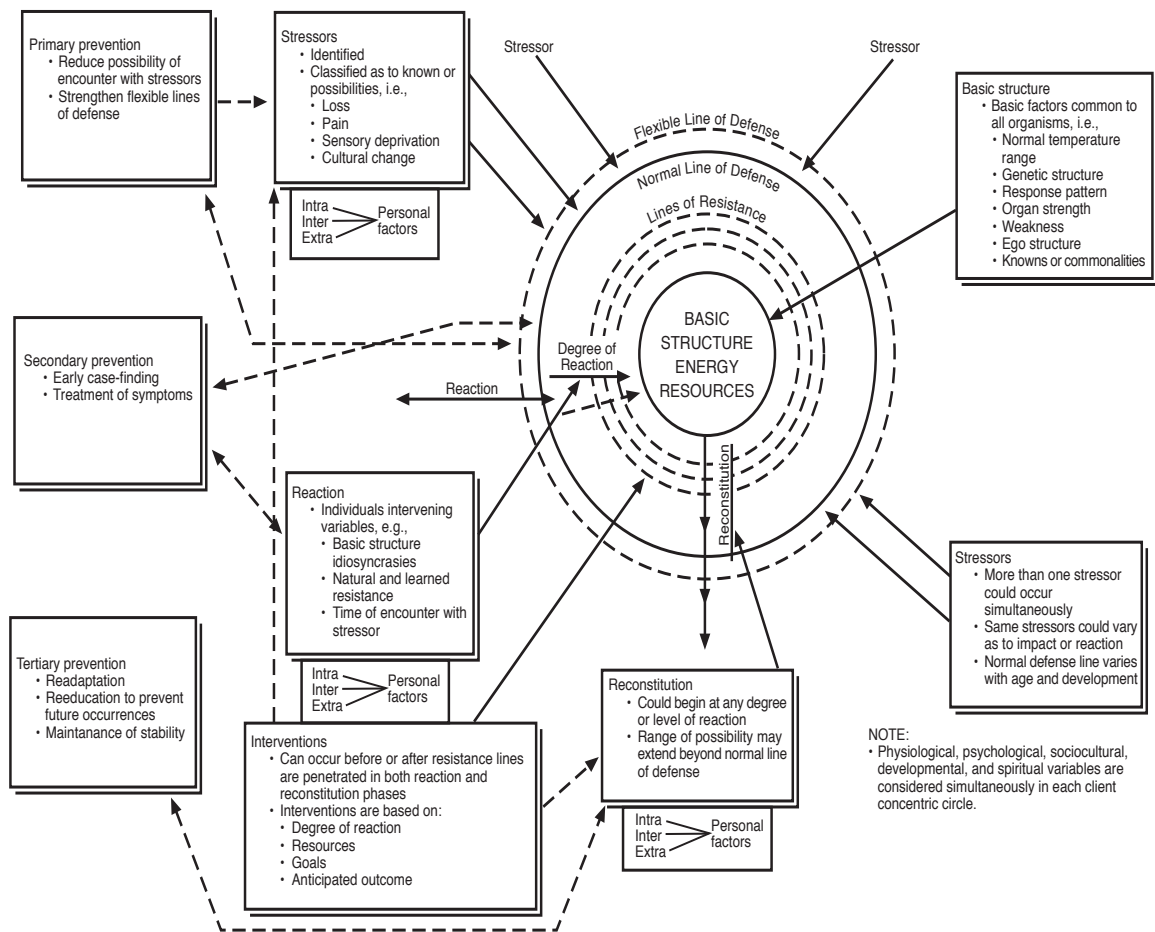 Primary prevention
• Reduce possibility of
encounter with stressors
• Strengthen flexible lines
of defense
Stressors
• Identified
• Classified as to known or
possibilities, i.e.,
• Loss
• Pain
• Sensory deprivation
• Cultural change
Intra
Inter
Extra
Personal
factors
Stressor
Stressor
Flexible Line of Defense
Normal Line of Defense
Lines of Resistance
BASIC
STRUCTURE
ENERGY
RESOURCES
Basic structure
• Basic factors common to
all organisms, i.e.,
• Normal temperature
range
• Genetic structure
• Response pattern
• Organ strength
• Weakness
• Ego structure
• Knowns or commonalities
Secondary prevention
• Early case-finding
• Treatment of symptoms
Degree of
Reaction
Reaction
Reconstitution
Reaction
• Individuals intervening
variables, e.g.,
• Basic structure
idiosyncrasies
• Natural and learned
resistance
• Time of encounter with
stressor
Intra
Inter
Extra
Personal
factors
Stressors
• More than one stressor
could occur
simultaneously
• Same stressors could vary
as to impact or reaction
• Normal defense line varies
with age and development
Tertiary prevention
• Readaptation
• Reeducation to prevent
future occurrences
• Maintanance of stability
Interventions
• Can occur before or after resistance lines
are penetrated in both reaction and
reconstitution phases
• Interventions are based on:
• Degree of reaction
• Resources
• Goals
• Anticipated outcome
Reconstitution
• Could begin at any degree
or level of reaction
• Range of possibility may
extend beyond normal line
of defense
Intra
Inter
Extra
Personal
factors
NOTE:
• Physiological, psychological, sociocultural,
developmental, and spiritual variables are
considered simultaneously in each client
concentric circle.